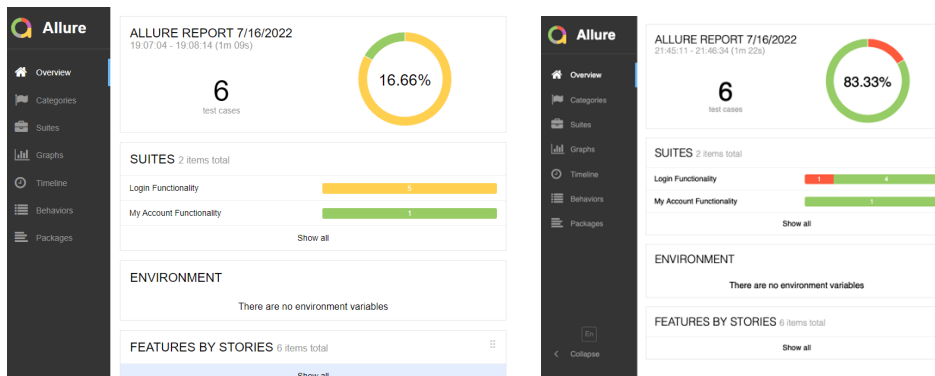 Allure
Overview
Categories
Suites
Graphs
Timeline
Behaviors
Packages
ALLURE REPORT 7/16/2022
19:07:04 - 19:08:14 (1m 09s)
6
test cases
16.66%
SUITES 2 items total
Login Functionality 5
My Account Functionality 1
Show all
ENVIRONMENT
There are no environment variables
FEATURES BY STORIES 6 items total
Show all
Allure
Overview
Categories
Suites
Graphs
Timeline
Behaviors
Packages
En
Collapse
ALLURE REPORT 7/16/2022
21:45:11 - 21:46:34 (1m 22s)
6
test cases
83.33%
SUITES 2 items total
Login Functionality 1 4
My Account Functionality 1
Show all
ENVIRONMENT
There are no environment variables
FEATURES BY STORIES 6 items total
Show all